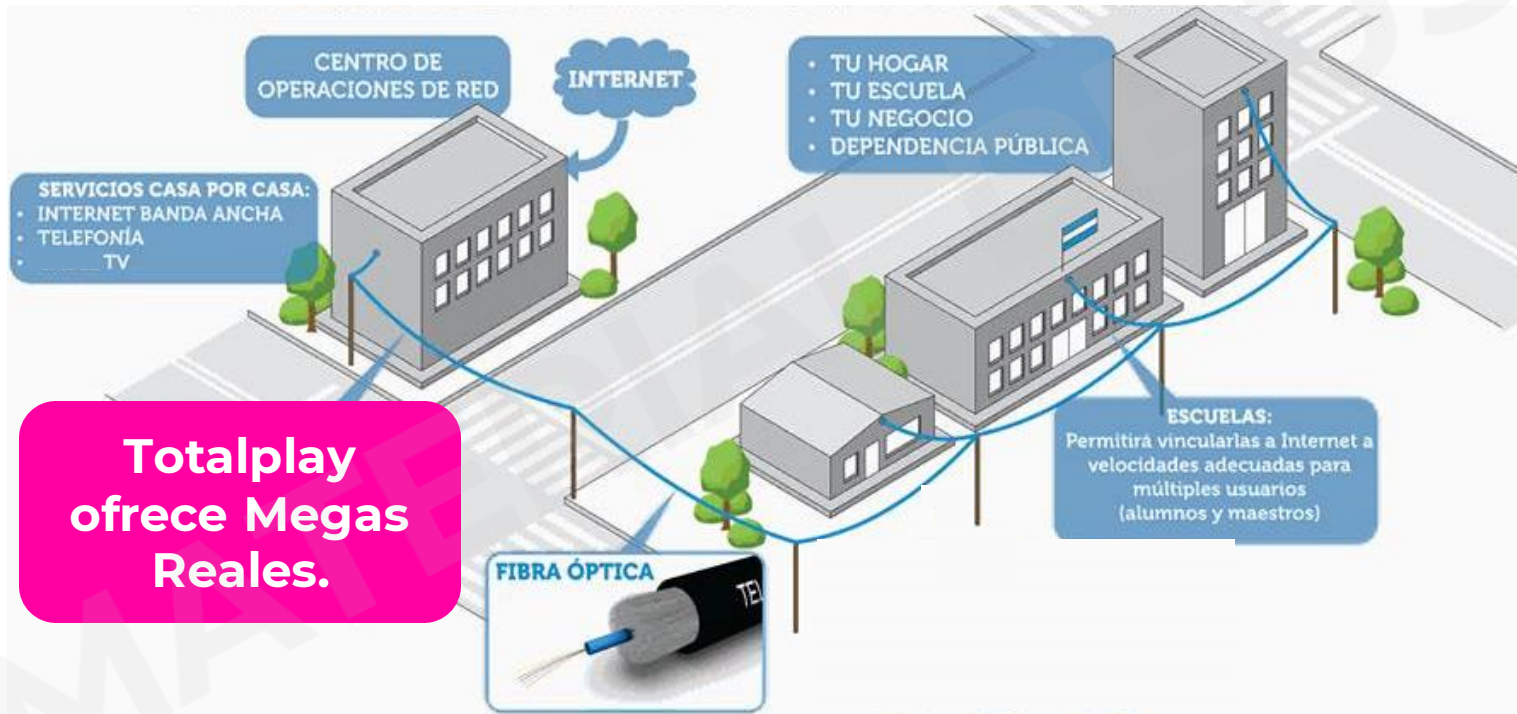 CENTRO DE
OPERACIONES DE RED
INTERNET
• TU HOGAR
• TU ESCUELA
• TU NEGOCIO
• DEPENDENCIA PÚBLICA
SERVICIOS CASA POR CASA:
• INTERNET BANDA ANCHA
• TELEFONÍA
• TV
Totalplay
ofrece Megas
Reales.
ESCUELAS:
Permitirá vincularlas a Internet a
velocidades adecuadas para
múltiples usuarios
(alumnos y maestros)
FIBRA ÓPTICA
TEL